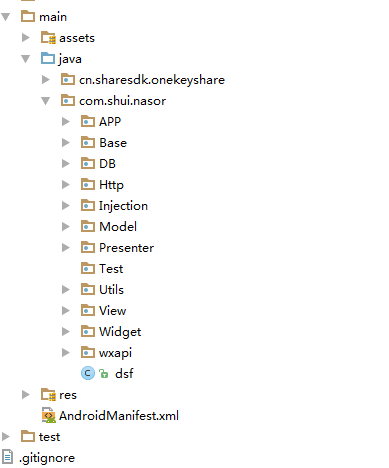 main
assets
java
cn.sharesdk.onekeyshare
com.shui.nasor
APP
Base
DB
Http
Injection
Model
Presenter
Test
Utils
View
Widget
wxapi
C dsf
res
AndroidManifest.xml
test
.gitignore